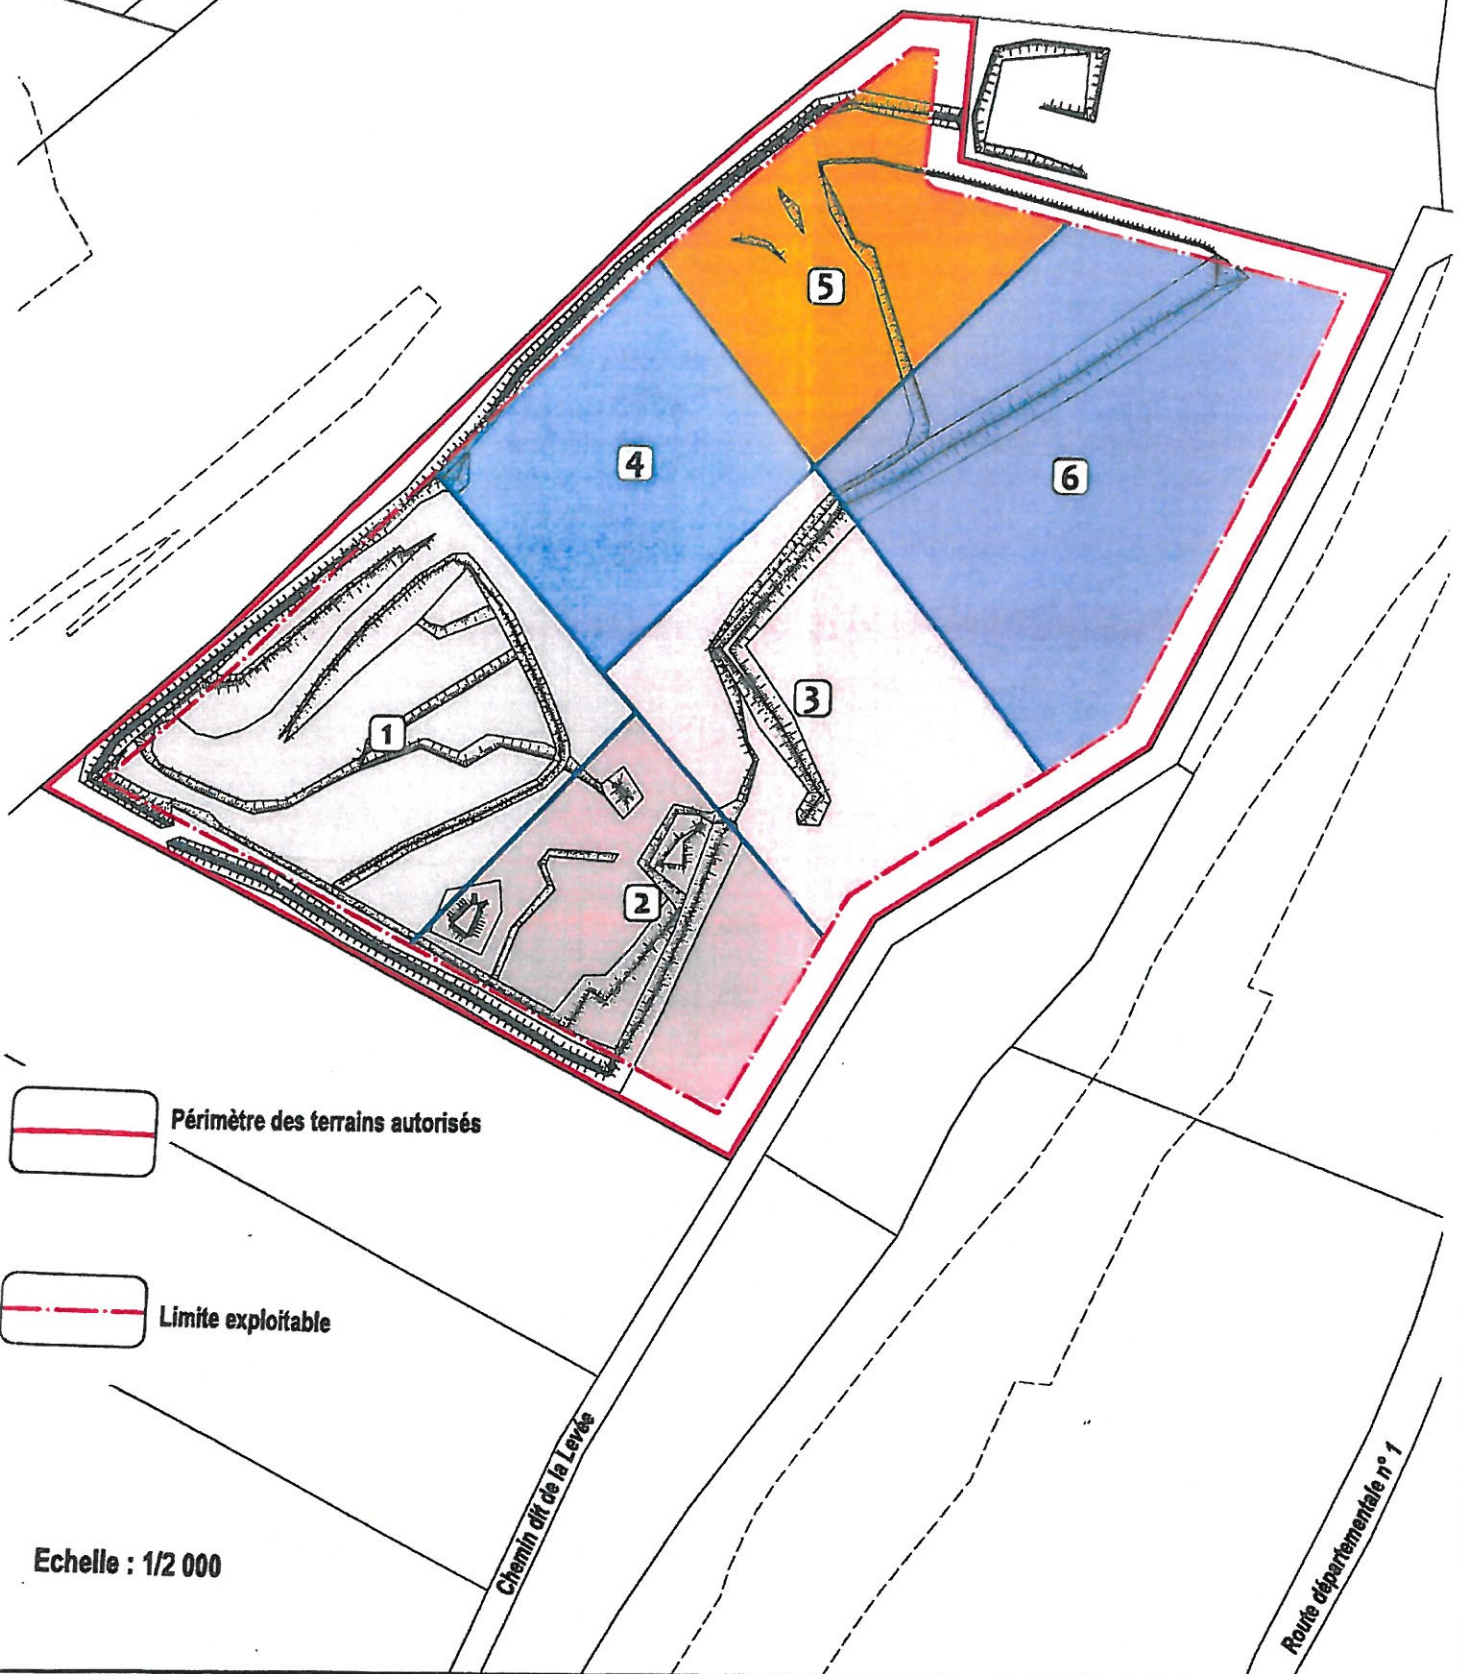 5
4
6
3
1
2
Périmètre des terrains autorisés
Limite exploitable
Chemin dit de la Levée
Route départementale n° 1
Echelle : 1/2 000